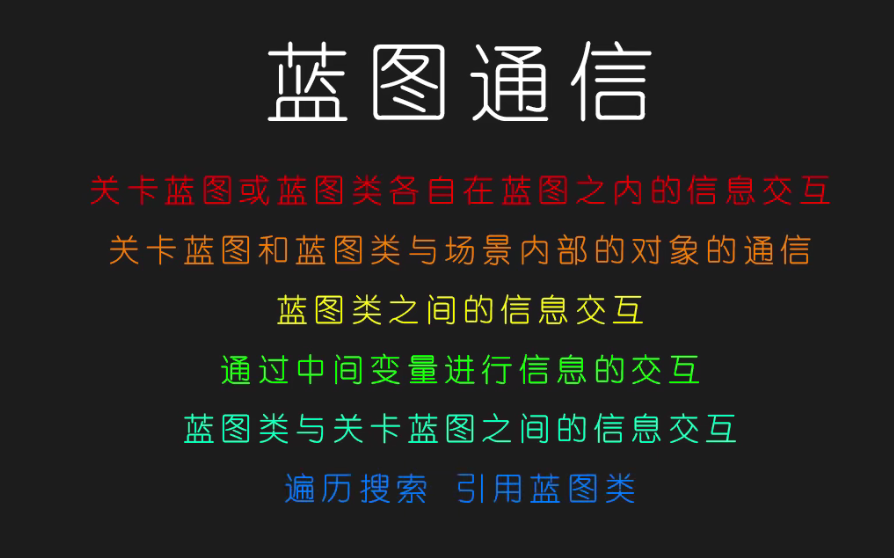 蓝图通信
关卡蓝图或蓝图类各自在蓝图之内的信息交互
关卡蓝图和蓝图类与场景内部的对象的通信
蓝图类之间的信息交互
通过中间变量进行信息的交互
蓝图类与关卡蓝图之间的信息交互
遍历搜索 引用蓝图类